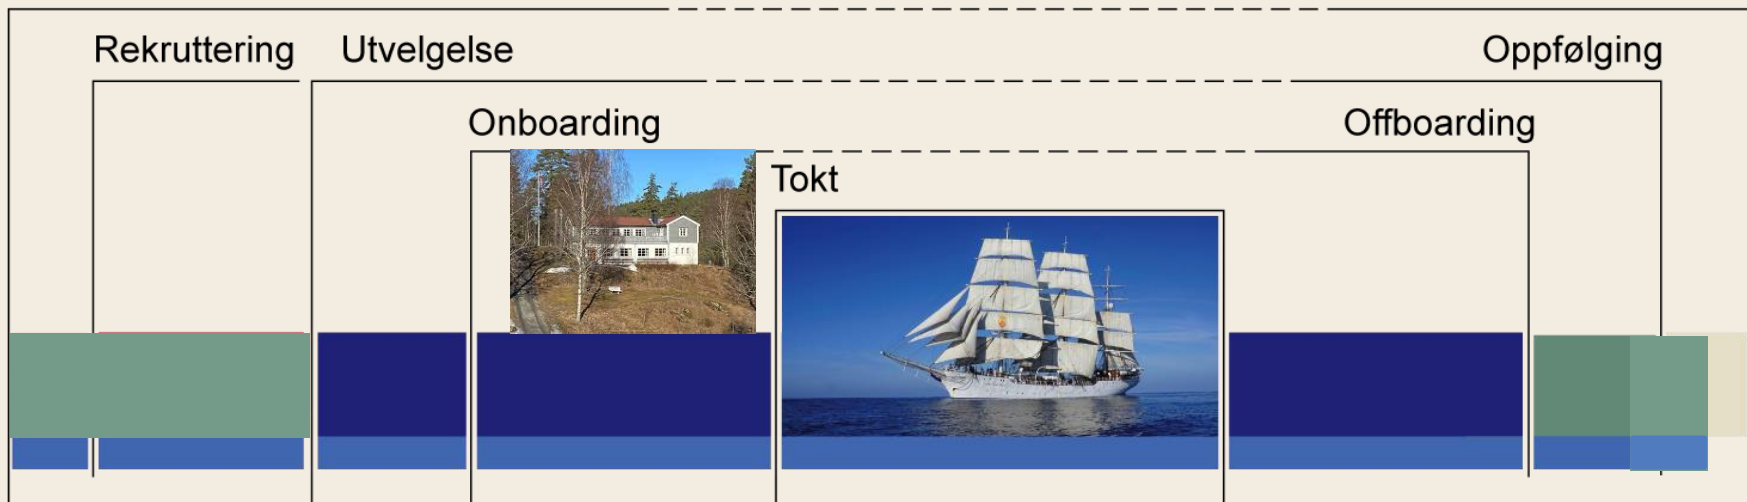 Rekruttering
Utvelgelse
Oppfølging
Onboarding
Offboarding
Tokt